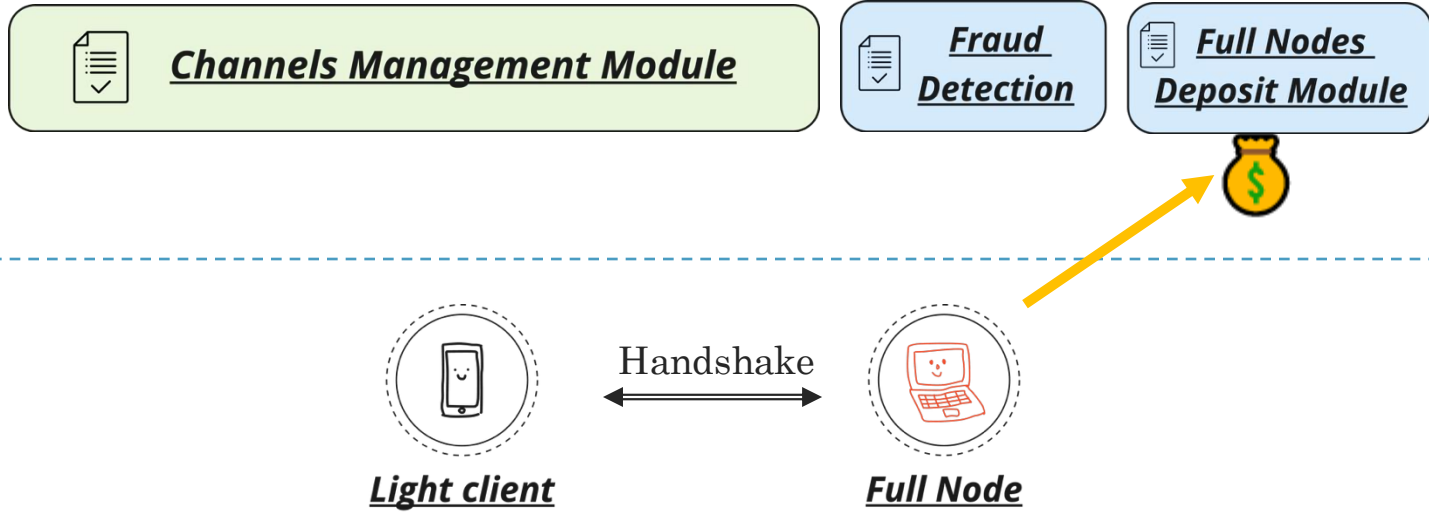 Channels Management Module
Fraud
Detection
Full Nodes
Deposit Module
$
Handshake
Light client
Full Node